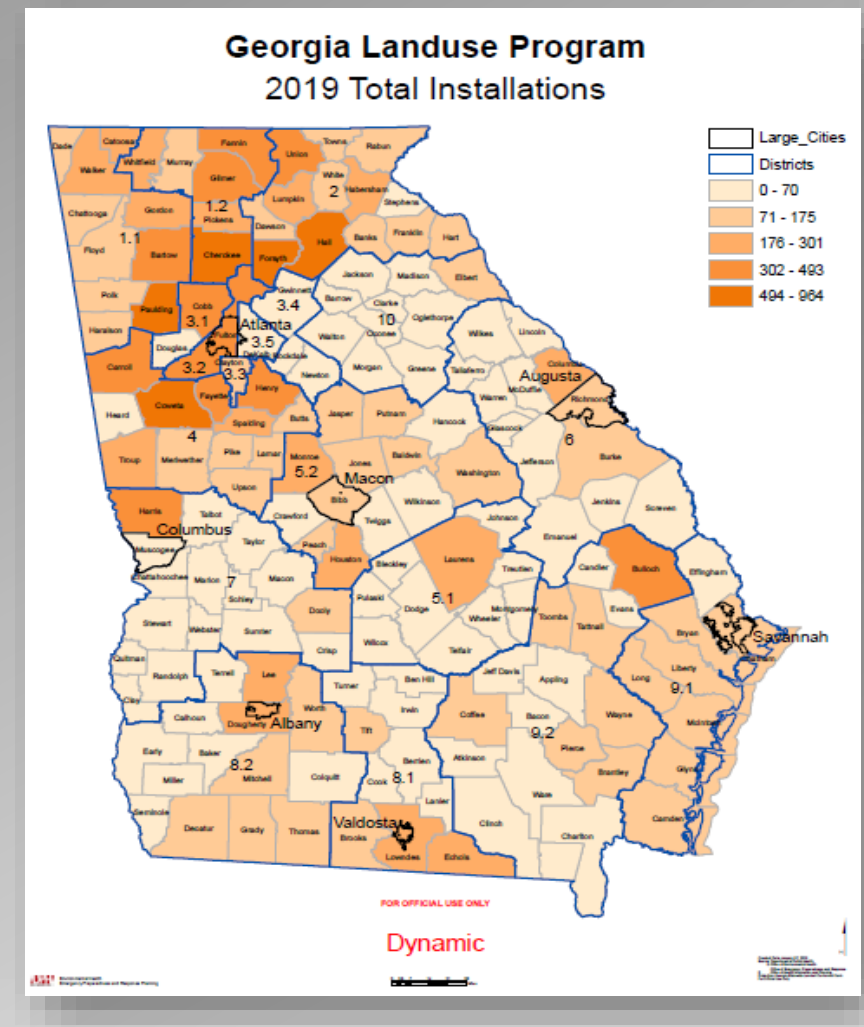 Georgia Landuse Program
2019 Total Installations
Large_Cities
Districts
0 - 70
71 - 175
176 - 301
302 - 493
494 - 964
Dade
Catoosa
Whitfield
Murray
Fannin
Union
Towns
Rabun
Walker
Gilmer
White
2
Habersham
Lumpkin
Stephens
Chattooga
Gordon
1.2
Pickens
Dawson
Hall
Banks
Franklin
Hart
1.1
Floyd
Bartow
Cherokee
Forsyth
Jackson
Madison
Elbert
Polk
Paulding
Cobb
3.1
Gwinnett
3.4
Barrow
Clarke
10
Oglethorpe
Oconee
Haralson
Douglas
Fulton
Atlanta
3.5
DeKalb
Rockdale
Walton
Wilkes
Lincoln
Carroll
3.2
Clayton
3.3
Newton
Morgan
Greene
Taliaferro
Columbia
McDuffie
Augusta
Heard
Coweta
Fayette
Henry
Warren
Richmond
Spalding
Butts
Jasper
Putnam
Hancock
Glascock
4
Troup
Meriwether
Pike
Lamar
Monroe
5.2
Jones
Baldwin
Washington
Jefferson
6
Burke
Upson
Macon
Bibb
Wilkinson
Jenkins
Screven
Harris
Talbot
Crawford
Twiggs
Johnson
Columbus
Muscogee
Taylor
Peach
Houston
Laurens
Emanuel
Candler
Bulloch
Effingham
Chattahoochee
Marion
7
Macon
Bleckley
Treutlen
Schley
Dooly
Pulaski
Dodge
5.1
Montgomery
Wheeler
Toombs
Tattnall
Evans
Stewart
Webster
Sumter
Wilcox
Telfair
Bryan
Savannah
Chatham
Quitman
Randolph
Terrell
Lee
Crisp
Ben Hill
Jeff Davis
Appling
Long
Liberty
9.1
Clay
Calhoun
Dougherty
Albany
Worth
Turner
Irwin
Coffee
Bacon
9.2
Wayne
McIntosh
Early
Baker
8.2
Mitchell
Tift
Pierce
Miller
Colquitt
Cook
8.1
Berrien
Atkinson
Brantley
Glynn
Seminole
Decatur
Grady
Thomas
Valdosta
Brooks
Lanier
Lowndes
Echols
Clinch
Ware
Charlton
Camden
FOR OFFICIAL USE ONLY
Dynamic
Environmental Health
Emergency Preparedness and Response Planning